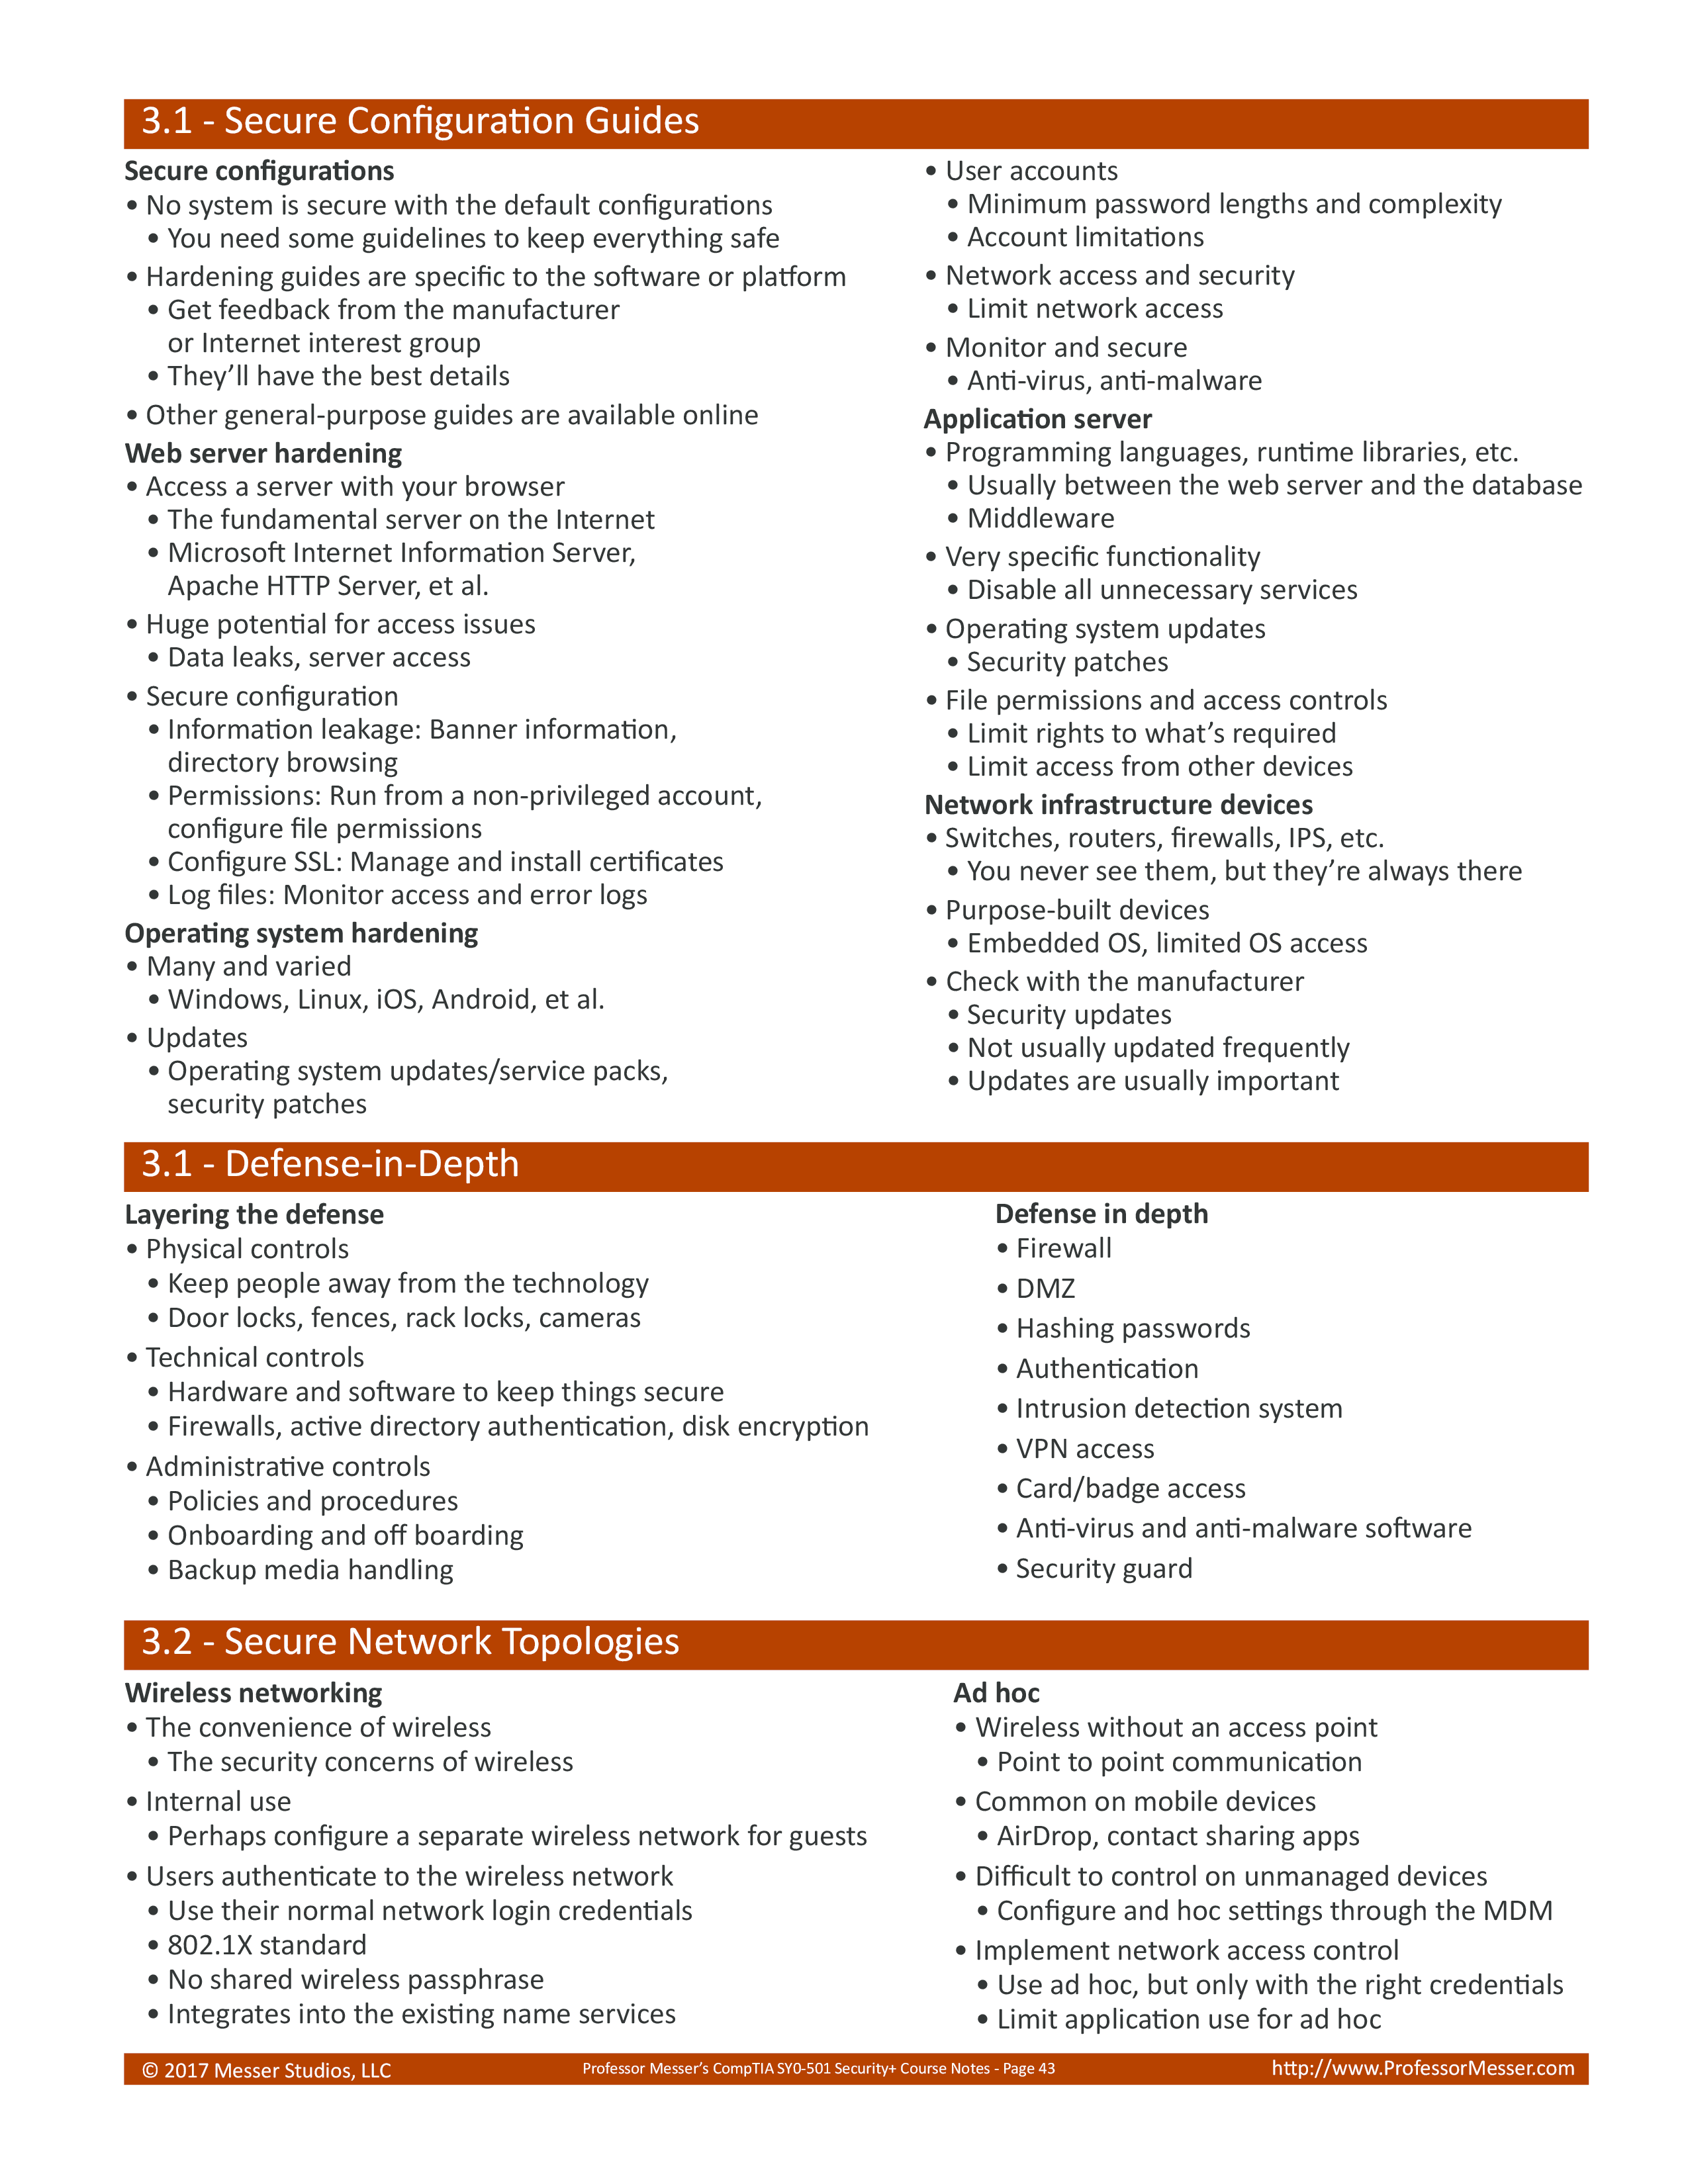 3.1 - Secure Configuration Guides
Secure configurations
• No system is secure with the default configurations
• You need some guidelines to keep everything safe
• Hardening guides are specific to the software or platform
• Get feedback from the manufacturer
or Internet interest group
• They’ll have the best details
• Other general-purpose guides are available online
Web server hardening
• Access a server with your browser
• The fundamental server on the Internet
• Microsoft Internet Information Server,
Apache HTTP Server, et al.
• Huge potential for access issues
• Data leaks, server access
• Secure configuration
• Information leakage: Banner information,
directory browsing
• Permissions: Run from a non-privileged account,
configure file permissions
• Configure SSL: Manage and install certificates
• Log files: Monitor access and error logs
Operating system hardening
• Many and varied
• Windows, Linux, iOS, Android, et al.
• Updates
• Operating system updates/service packs,
security patches
• User accounts
• Minimum password lengths and complexity
• Account limitations
• Network access and security
• Limit network access
• Monitor and secure
• Anti-virus, anti-malware
Application server
• Programming languages, runtime libraries, etc.
• Usually between the web server and the database
• Middleware
• Very specific functionality
• Disable all unnecessary services
• Operating system updates
• Security patches
• File permissions and access controls
• Limit rights to what’s required
• Limit access from other devices
Network infrastructure devices
• Switches, routers, firewalls, IPS, etc.
• You never see them, but they’re always there
• Purpose-built devices
• Embedded OS, limited OS access
• Check with the manufacturer
• Security updates
• Not usually updated frequently
• Updates are usually important
3.1 - Defense-in-Depth
Layering the defense
• Physical controls
• Keep people away from the technology
• Door locks, fences, rack locks, cameras
• Technical controls
• Hardware and software to keep things secure
• Firewalls, active directory authentication, disk encryption
• Administrative controls
• Policies and procedures
• Onboarding and off boarding
• Backup media handling
Defense in depth
• Firewall
• DMZ
• Hashing passwords
• Authentication
• Intrusion detection system
• VPN access
• Card/badge access
• Anti-virus and anti-malware software
• Security guard
3.2 - Secure Network Topologies
Wireless networking
• The convenience of wireless
• The security concerns of wireless
• Internal use
• Perhaps configure a separate wireless network for guests
• Users authenticate to the wireless network
• Use their normal network login credentials
• 802.1X standard
• No shared wireless passphrase
• Integrates into the existing name services
Ad hoc
• Wireless without an access point
• Point to point communication
• Common on mobile devices
• AirDrop, contact sharing apps
• Difficult to control on unmanaged devices
• Configure and hoc settings through the MDM
• Implement network access control
• Use ad hoc, but only with the right credentials
• Limit application use for ad hoc
© 2017 Messer Studios, LLC
Professor Messer’s CompTIA SY0-501 Security+ Course Notes - Page 43
http://www.ProfessorMesser.com